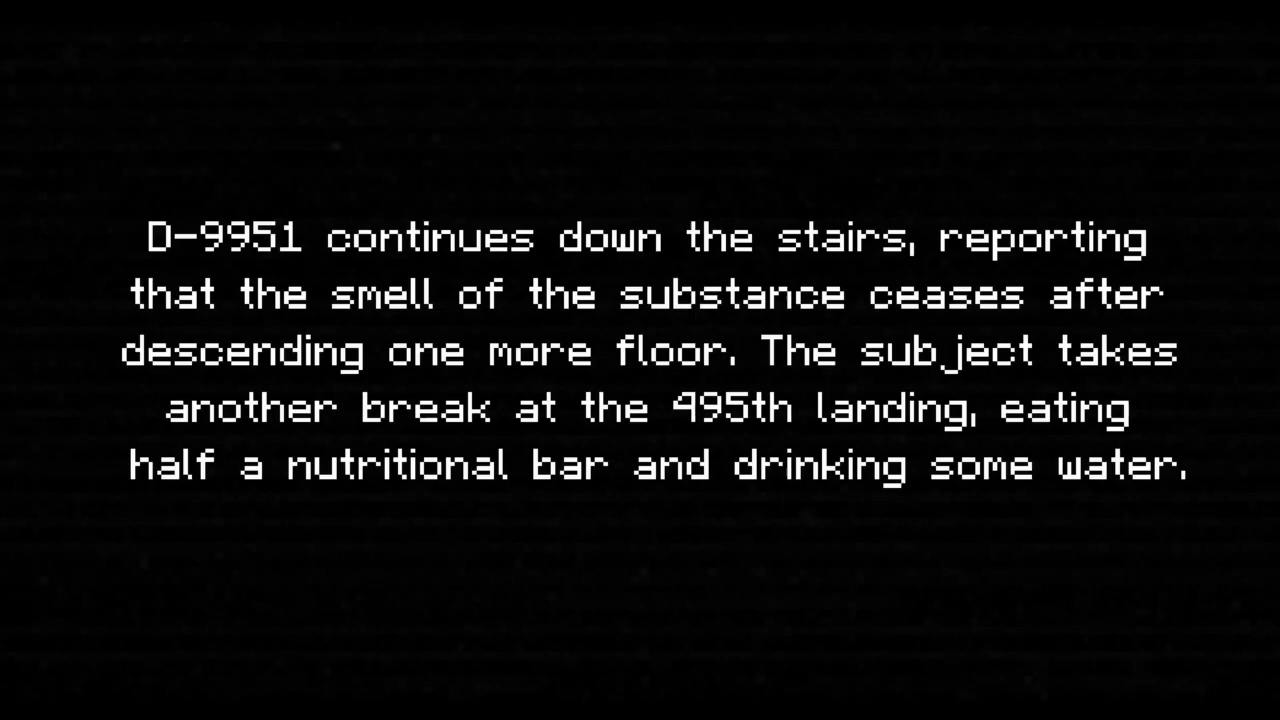 D-9951 continues down the stairs, reporting
that the smell of the substance ceases after
descending one more floor. The subject takes
another break at the 495th landing, eating
half a nutritional bar and drinking some water.